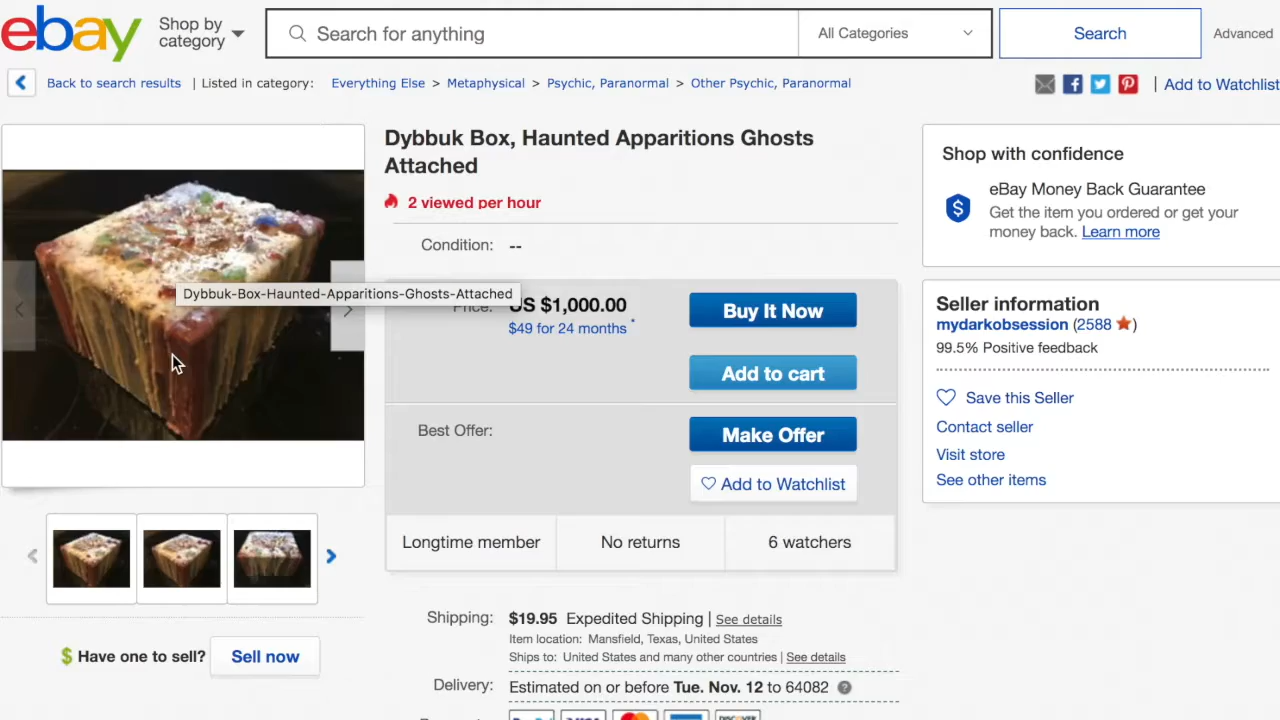 ebay
Shop by
category
Search for anything
All Categories
Search
Advanced
Back to search results | Listed in category: Everything Else > Metaphysical > Psychic, Paranormal > Other Psychic, Paranormal
| Add to Watchlist
Dybbuk Box, Haunted Apparitions Ghosts
Attached
2 viewed per hour
Condition: --
Dybbuk-Box-Haunted-Apparitions-Ghosts-Attached
Price: US $1,000.00
$49 for 24 months *
Buy It Now
Add to cart
Best Offer:
Make Offer
Add to Watchlist
Longtime member
No returns
6 watchers
Shipping: $19.95 Expedited Shipping | See details
Item location: Mansfield, Texas, United States
Ships to: United States and many other countries | See details
Delivery: Estimated on or before Tue. Nov. 12 to 64082 ?
PayPal VISA DISCOVER
$ Have one to sell? Sell now
Shop with confidence
eBay Money Back Guarantee
Get the item you ordered or get your
money back. Learn more
Seller information
mydarkobsession (2588)
99.5% Positive feedback
Save this Seller
Contact seller
Visit store
See other items